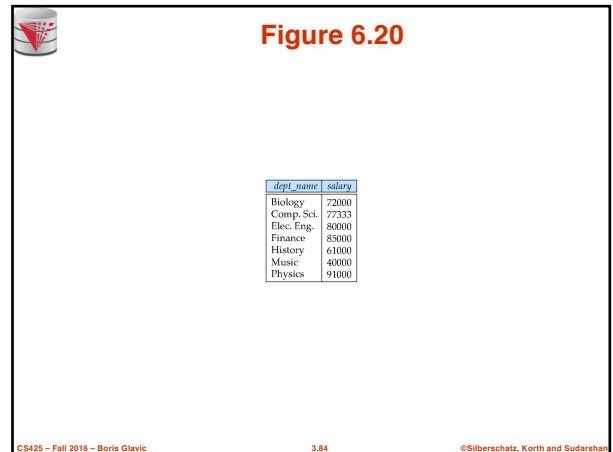 Figure 6.20
dept_name salary
Biology 72000
Comp. Sci. 77333
Elec. Eng. 80000
Finance 85000
History 61000
Music 40000
Physics 91000
CS425 – Fall 2016 – Boris Glavic 3.84 ©Silberschatz, Korth and Sudarshan